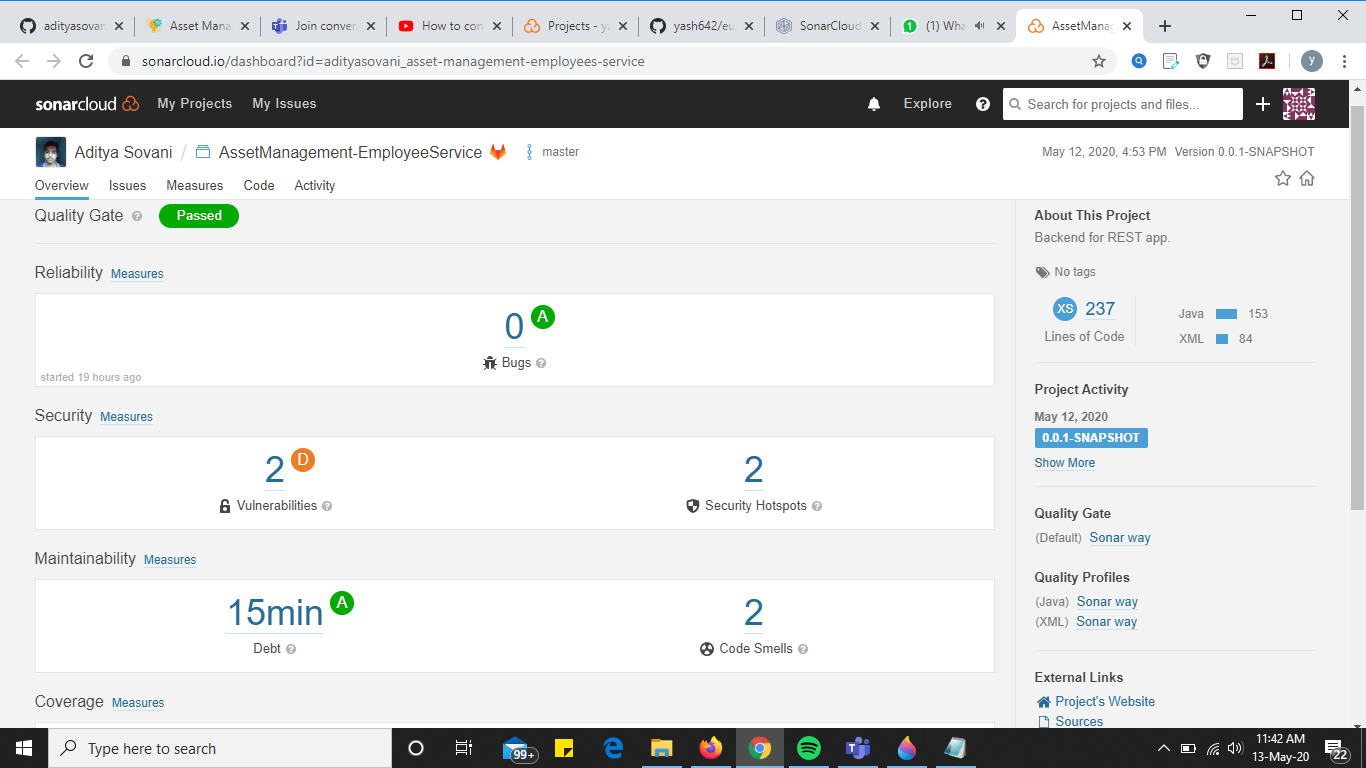 adityasovan
Asset Mana
Join conver
How to con
Projects - ya
yash642/eu
SonarCloud
(1) Wha
AssetManag
sonarcloud.io/dashboard?id=adityasovani_asset-management-employees-service
y
sonarcloud My Projects My Issues Explore Search for projects and files...
Aditya Sovani / AssetManagement-EmployeeService master
May 12, 2020, 4:53 PM Version 0.0.1-SNAPSHOT
Overview Issues Measures Code Activity
Quality Gate Passed
Reliability Measures
0 A
Bugs
started 19 hours ago
Security Measures
2 D 2
Vulnerabilities Security Hotspots
Maintainability Measures
15min A 2
Debt Code Smells
Coverage Measures
About This Project
Backend for REST app.
No tags
XS 237
Lines of Code
Java 153
XML 84
Project Activity
May 12, 2020
0.0.1-SNAPSHOT
Show More
Quality Gate
(Default) Sonar way
Quality Profiles
(Java) Sonar way
(XML) Sonar way
External Links
Project's Website
Sources
Type here to search
99+
11:42 AM
13-May-20
22